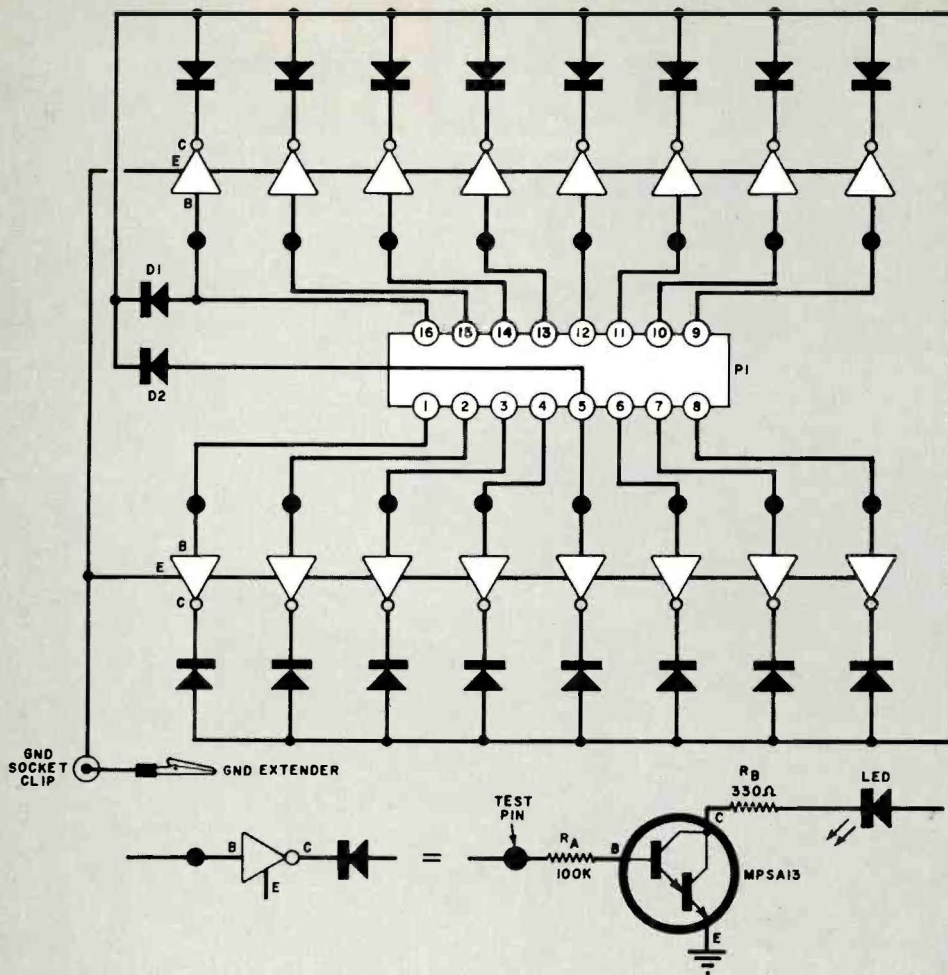 C
E
B
D1
D2
16 15 14 13 12 11 10 9
P1
1 2 3 4 5 6 7 8
B
E
C
GND
SOCKET
CLIP
GND EXTENDER
B C
E
=
TEST
PIN
RA
100K
B
C
RB
330Ω
LED
MPSA13
E